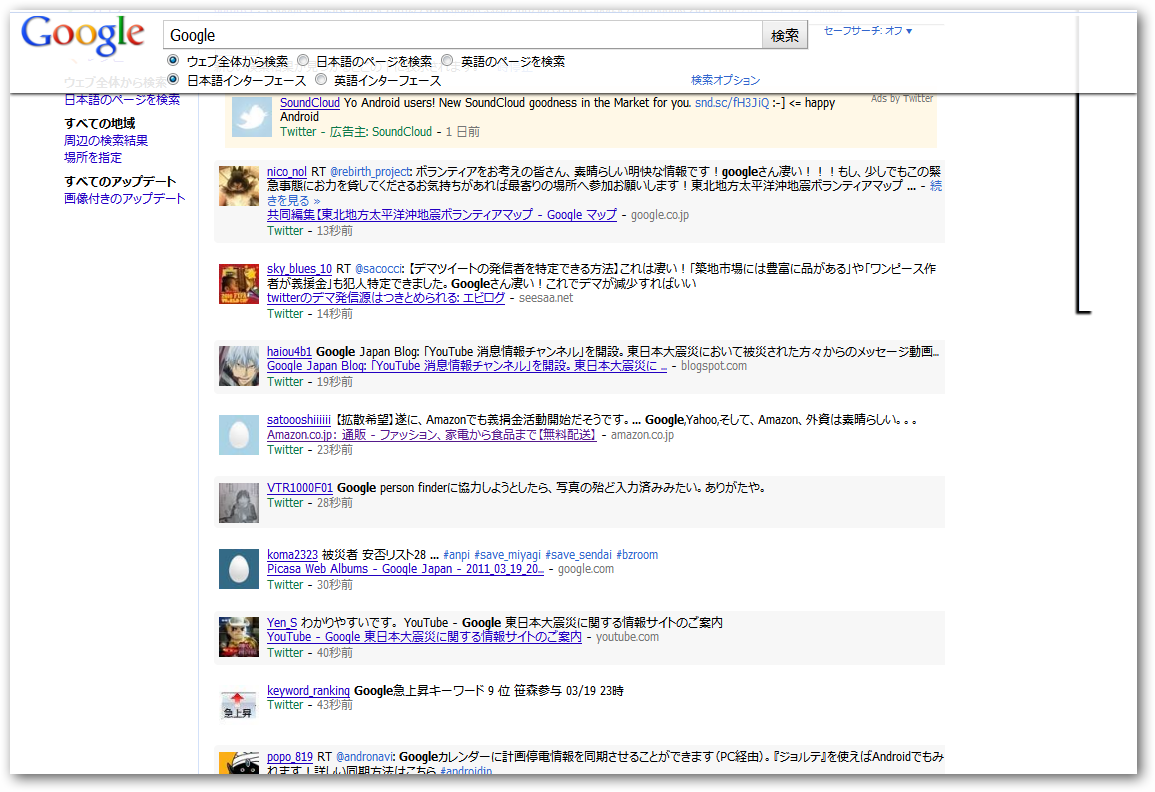 Google
Google
検索
セーフサーチ: オフ ▼
ウェブ全体から検索 日本語のページを検索 英語のページを検索
日本語インターフェース 英語インターフェース
検索オプション
ウェブ全体から検索
日本語のページを検索
すべての地域
周辺の検索結果
場所を指定
すべてのアップデート
画像付きのアップデート
SoundCloud Yo Android users! New SoundCloud goodness in the Market for you. snd.sc/fH3JiQ :-] <= happy
Android
Ads by Twitter
Twitter - 広告主: SoundCloud - 1 日前
nico_nol RT @rebirth_project: ボランティアをお考えの皆さん、素晴らしい明快な情報です！googleさん凄い！！！もし、少しでもこの緊
急事態にお力を貸してくださるお気持ちがあれば最寄りの場所へ参加お願いします！東北地方太平洋沖地震ボランティアマップ ... - 続
きを見る »
共同編集【東北地方太平洋沖地震ボランティアマップ - Google マップ - google.co.jp
Twitter - 13秒前
sky_blues_10 RT @sacocci: 【デマツイートの発信者を特定できる方法】これは凄い！「築地市場には豊富に品がある」や「ワンピース作
者が義援金」も犯人特定できました。Googleさん凄い！これでデマが減少すればいい
twitterのデマ発信源はつきとめられる: エピログ - seesaa.net
Twitter - 14秒前
haiou4b1 Google Japan Blog: 「YouTube 消息情報チャンネル」を開設。東日本大震災において被災された方々からのメッセージ動画...
Google Japan Blog: 「YouTube 消息情報チャンネル」を開設。東日本大震災に ... - blogspot.com
Twitter - 19秒前
satoooshiiiiii 【拡散希望】遂に、Amazonでも義捐金活動開始だそうです。... Google,Yahoo,そして、Amazon、外資は素晴らしい。。。
Amazon.co.jp: 通販 - ファッション、家電から食品まで【無料配送】 - amazon.co.jp
Twitter - 23秒前
VTR1000F01 Google person finderに協力しようとしたら、写真の殆ど入力済みみたい。ありがたや。
Twitter - 28秒前
koma2323 被災者 安否リスト28 ... #anpi #save_miyagi #save_sendai #bzroom
Picasa Web Albums - Google Japan - 2011_03_19_20... - google.com
Twitter - 30秒前
Yen_S わかりやすいです。 YouTube - Google 東日本大震災に関する情報サイトのご案内
YouTube - Google 東日本大震災に関する情報サイトのご案内 - youtube.com
Twitter - 40秒前
急上昇
keyword_ranking Google急上昇キーワード 9 位 笹森参与 03/19 23時
Twitter - 43秒前
popo_819 RT @andronavi: Googleカレンダーに計画停電情報を同期させることができます（PC経由）。『ジョルテ』を使えばAndroidでもみ
れます！詳しい同期方法はこちら #androidjp